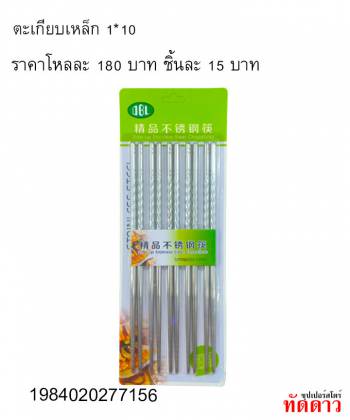 ตะเกียบเหล็ก 1*10
ราคาโหลละ 180 บาท ชิ้นละ 15 บาท
精品不锈钢筷
精品不锈钢筷
1984020277156
ซุปเปอร์สโตร์
ทัดดาว